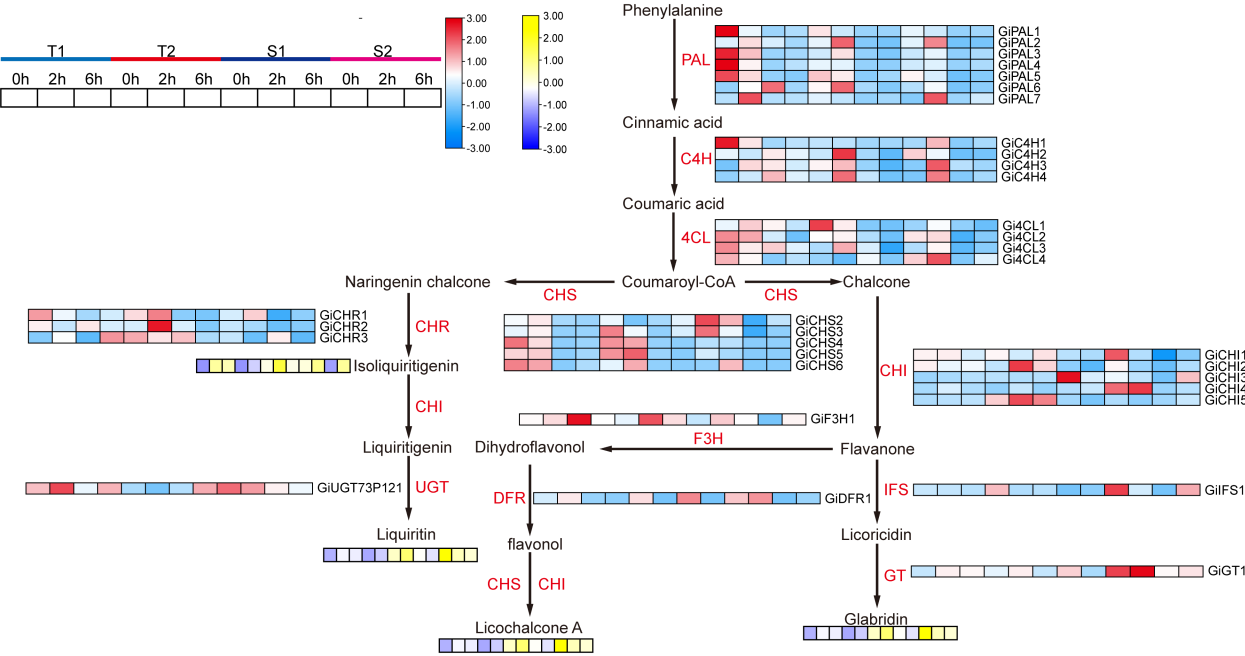 Phenylalanine
-
3.00
2.00
1.00
0.00
-1.00
-2.00
-3.00
3.00
2.00
1.00
0.00
-1.00
-2.00
-3.00
T1 T2 S1 S2
0h 2h 6h 0h 2h 6h 0h 2h 6h 0h 2h 6h
PAL
GiPAL1
GiPAL2
GiPAL3
GiPAL4
GiPAL5
GiPAL6
GiPAL7
Cinnamic acid
C4H
GiC4H1
GiC4H2
GiC4H3
GiC4H4
Coumaric acid
4CL
Gi4CL1
Gi4CL2
Gi4CL3
Gi4CL4
Naringenin chalcone
Coumaroyl-CoA
Chalcone
CHS
CHS
GiCHR1
GiCHR2
GiCHR3
CHR
GiCHS2
GiCHS3
GiCHS4
GiCHS5
GiCHS6
CHI
GiCHI1
GiCHI2
GiCHI3
GiCHI4
GiCHI5
Isoliquiritigenin
CHI
GiF3H1
Liquiritigenin
Dihydroflavonol
F3H
Flavanone
GiUGT73P121
UGT
DFR
GiDFR1
IFS
GiIFS1
Liquiritin
flavonol
Licoricidin
CHS CHI
GT
GiGT1
Licochalcone A
Glabridin